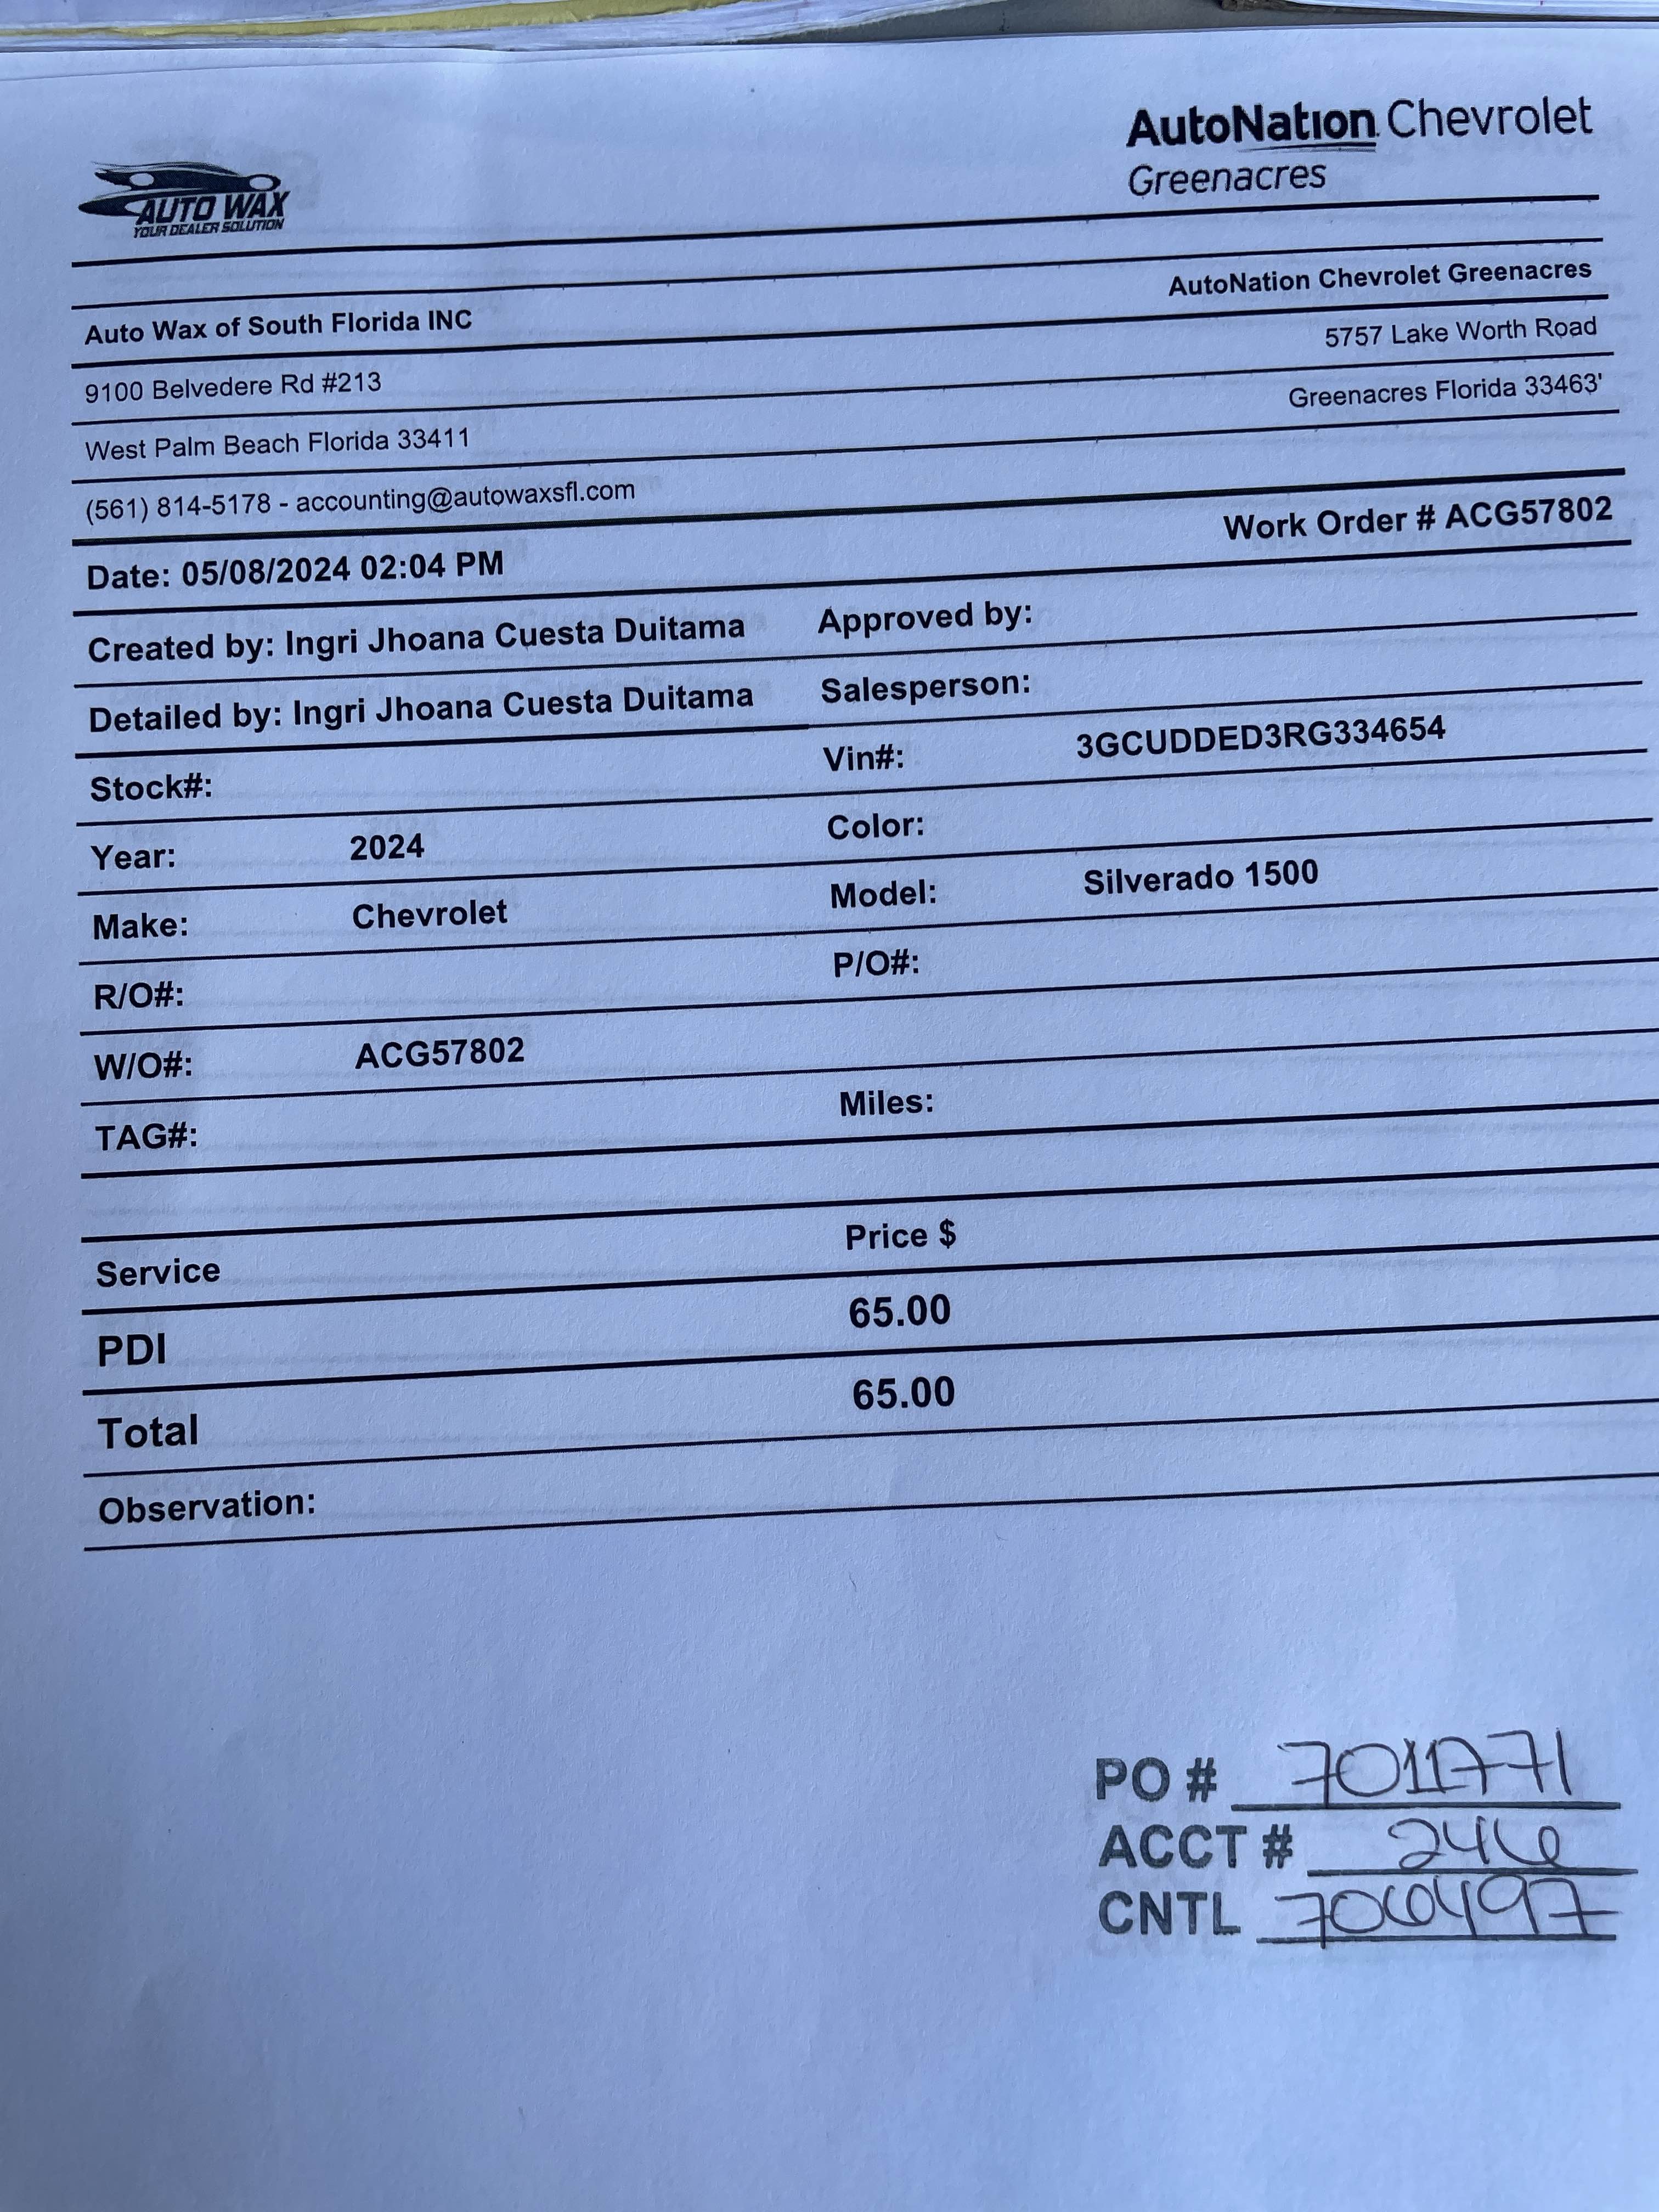 AUTO WAX
YOUR DEALER SOLUTION
AutoNation Chevrolet
Greenacres
Auto Wax of South Florida INC AutoNation Chevrolet Greenacres
9100 Belvedere Rd #213 5757 Lake Worth Road
West Palm Beach Florida 33411 Greenacres Florida 33463'
(561) 814-5178 - accounting@autowaxsfl.com
Date: 05/08/2024 02:04 PM Work Order # ACG57802
Created by: Ingri Jhoana Cuesta Duitama Approved by:
Detailed by: Ingri Jhoana Cuesta Duitama Salesperson:
Stock#: Vin#: 3GCUDDED3RG334654
Year: 2024 Color:
Make: Chevrolet Model: Silverado 1500
R/O#: P/O#:
W/O#: ACG57802
TAG#: Miles:
Service Price $
PDI 65.00
Total 65.00
Observation:
PO # 7011771
ACCT # 246
CNTL 706497